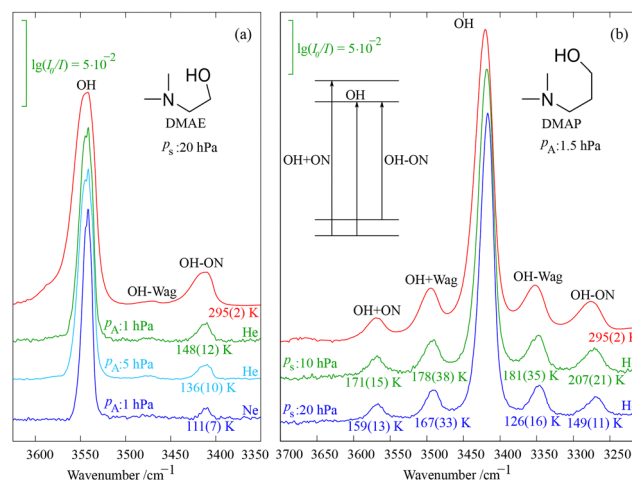 (a)
lg(I₀/I) = 5·10⁻²
HO
N
DMAE
pₛ:20 hPa
OH
OH-Wag
OH-ON
295(2) K
pA:1 hPa
He
148(12) K
pA:5 hPa
He
136(10) K
pA:1 hPa
Ne
111(7) K
3600 3550 3500 3450 3400 3350
Wavenumber /cm⁻¹
(b)
lg(I₀/I) = 5·10⁻²
OH
HO
N
DMAP
pA:1.5 hPa
OH
OH+ON
OH-ON
OH+ON
OH+Wag
OH-Wag
OH-ON
295(2)
pₛ:10 hPa
H
171(15) K 178(38) K 181(35) K 207(21) K
pₛ:20 hPa
H
159(13) K 167(33) K 126(16) K 149(11) K
3700 3650 3600 3550 3500 3450 3400 3350 3300 3250
Wavenumber /cm⁻¹